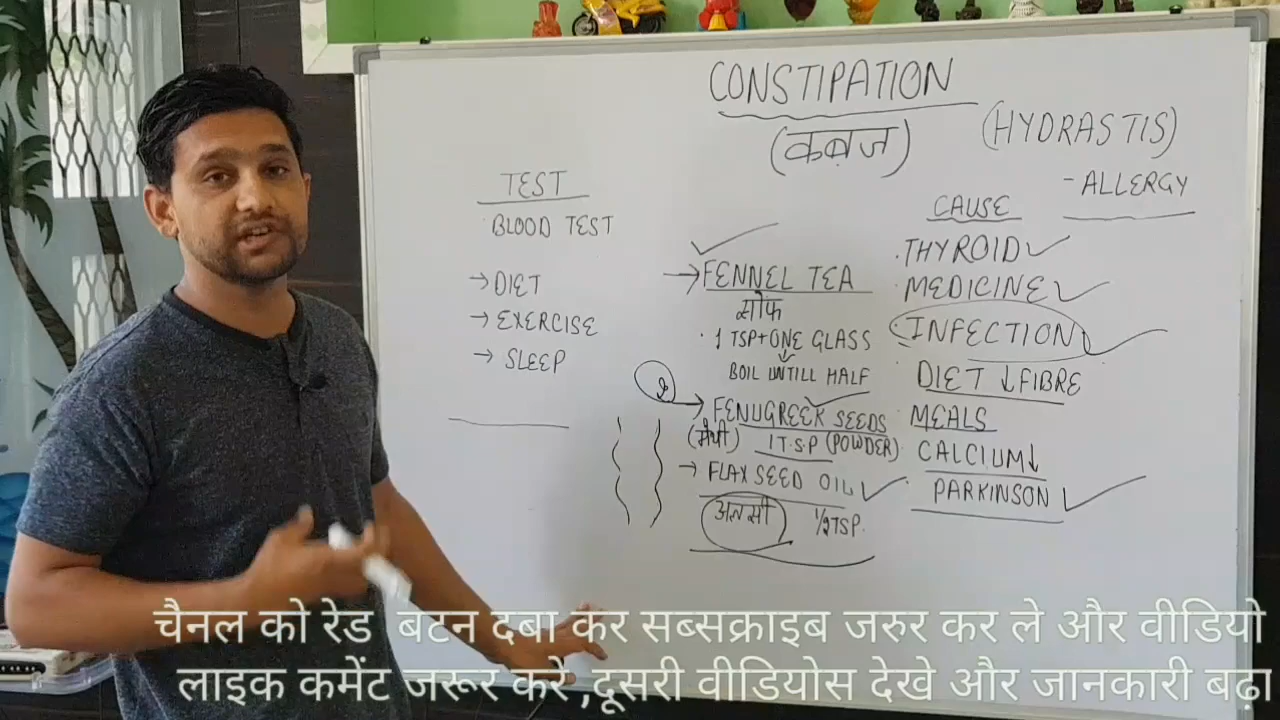 CONSTIPATION
(कबज)
(HYDRASTIS)
- ALLERGY
TEST
· BLOOD TEST
→ DIET
→ EXERCISE
→ SLEEP
→ FENNEL TEA
सोफ
· 1 TSP+ONE GLASS
BOIL UNTILL HALF
→ FENUGREEK SEEDS
(मेथी) 1 T.S.P (POWDER)
→ FLAX SEED OIL
अलसी 1/2 TSP.
CAUSE
· THYROID
MEDICINE
INFECTION
· DIET ↓ FIBRE
MEALS
CALCIUM↓
· PARKINSON
चैनल को रेड बटन दबा कर सब्सक्राइब जरुर कर ले और वीडियो
लाइक कमेंट जरूर करे ,दूसरी वीडियोस देखे और जानकारी बढ़ा